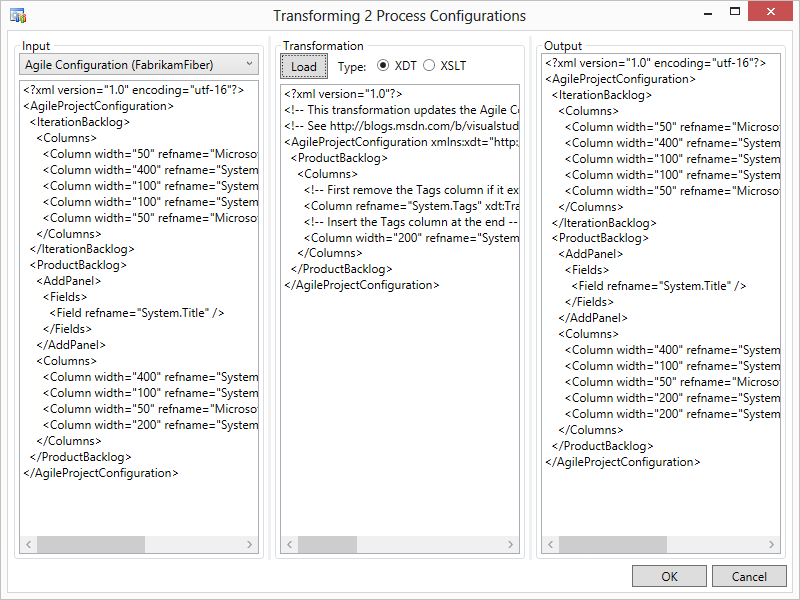 Transforming 2 Process Configurations
Input
Agile Configuration (FabrikamFiber)
<?xml version="1.0" encoding="utf-16"?>
<AgileProjectConfiguration>
<IterationBacklog>
<Columns>
<Column width="50" refname="Microso
<Column width="400" refname="System
<Column width="100" refname="System
<Column width="100" refname="System
<Column width="50" refname="Microso
</Columns>
</IterationBacklog>
<ProductBacklog>
<AddPanel>
<Fields>
<Field refname="System.Title" />
</Fields>
</AddPanel>
<Columns>
<Column width="400" refname="System
<Column width="100" refname="System
<Column width="50" refname="Microso
<Column width="200" refname="System
</Columns>
</ProductBacklog>
</AgileProjectConfiguration>
Transformation
Load Type: XDT XSLT
<?xml version="1.0"?>
<!-- This transformation updates the Agile Co
<!-- See http://blogs.msdn.com/b/visualstud
<AgileProjectConfiguration xmlns:xdt="http:
<ProductBacklog>
<Columns>
<!-- First remove the Tags column if it ex
<Column refname="System.Tags" xdt:Tra
<!-- Insert the Tags column at the end --
<Column width="200" refname="System
</Columns>
</ProductBacklog>
</AgileProjectConfiguration>
Output
<?xml version="1.0" encoding="utf-16"?>
<AgileProjectConfiguration>
<IterationBacklog>
<Columns>
<Column width="50" refname="Microso
<Column width="400" refname="System
<Column width="100" refname="System
<Column width="100" refname="System
<Column width="50" refname="Microso
</Columns>
</IterationBacklog>
<ProductBacklog>
<AddPanel>
<Fields>
<Field refname="System.Title" />
</Fields>
</AddPanel>
<Columns>
<Column width="400" refname="System
<Column width="100" refname="System
<Column width="50" refname="Microso
<Column width="200" refname="System
<Column width="200" refname="System
</Columns>
</ProductBacklog>
</AgileProjectConfiguration>
OK Cancel